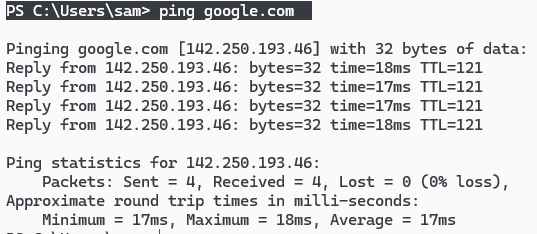 PS C:\Users\sam> ping google.com

Pinging google.com [142.250.193.46] with 32 bytes of data:
Reply from 142.250.193.46: bytes=32 time=18ms TTL=121
Reply from 142.250.193.46: bytes=32 time=17ms TTL=121
Reply from 142.250.193.46: bytes=32 time=17ms TTL=121
Reply from 142.250.193.46: bytes=32 time=18ms TTL=121

Ping statistics for 142.250.193.46:
    Packets: Sent = 4, Received = 4, Lost = 0 (0% loss),
Approximate round trip times in milli-seconds:
    Minimum = 17ms, Maximum = 18ms, Average = 17ms